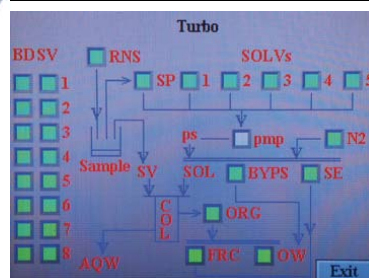 Turbo
BD SV RNS SOLVs
1 SP 1 2 3 4 5
2
3 ps pmp N2
4 Sample SV SOL BYPS SE
5
6 C O L ORG
7
8 AQW FRC OW
Exit